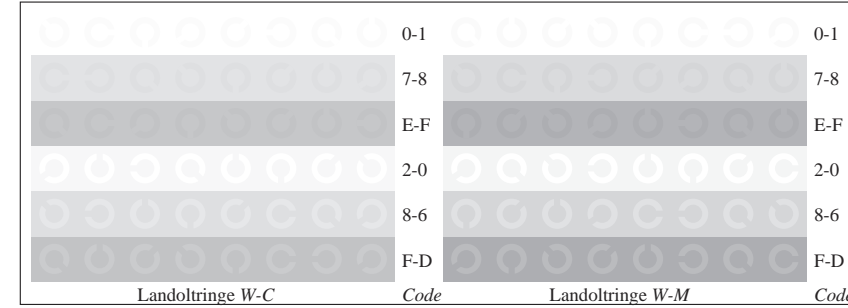 0-1 0-1
7-8 7-8
E-F E-F
2-0 2-0
8-6 8-6
F-D F-D
Landoltringe W-C Code Landoltringe W-M